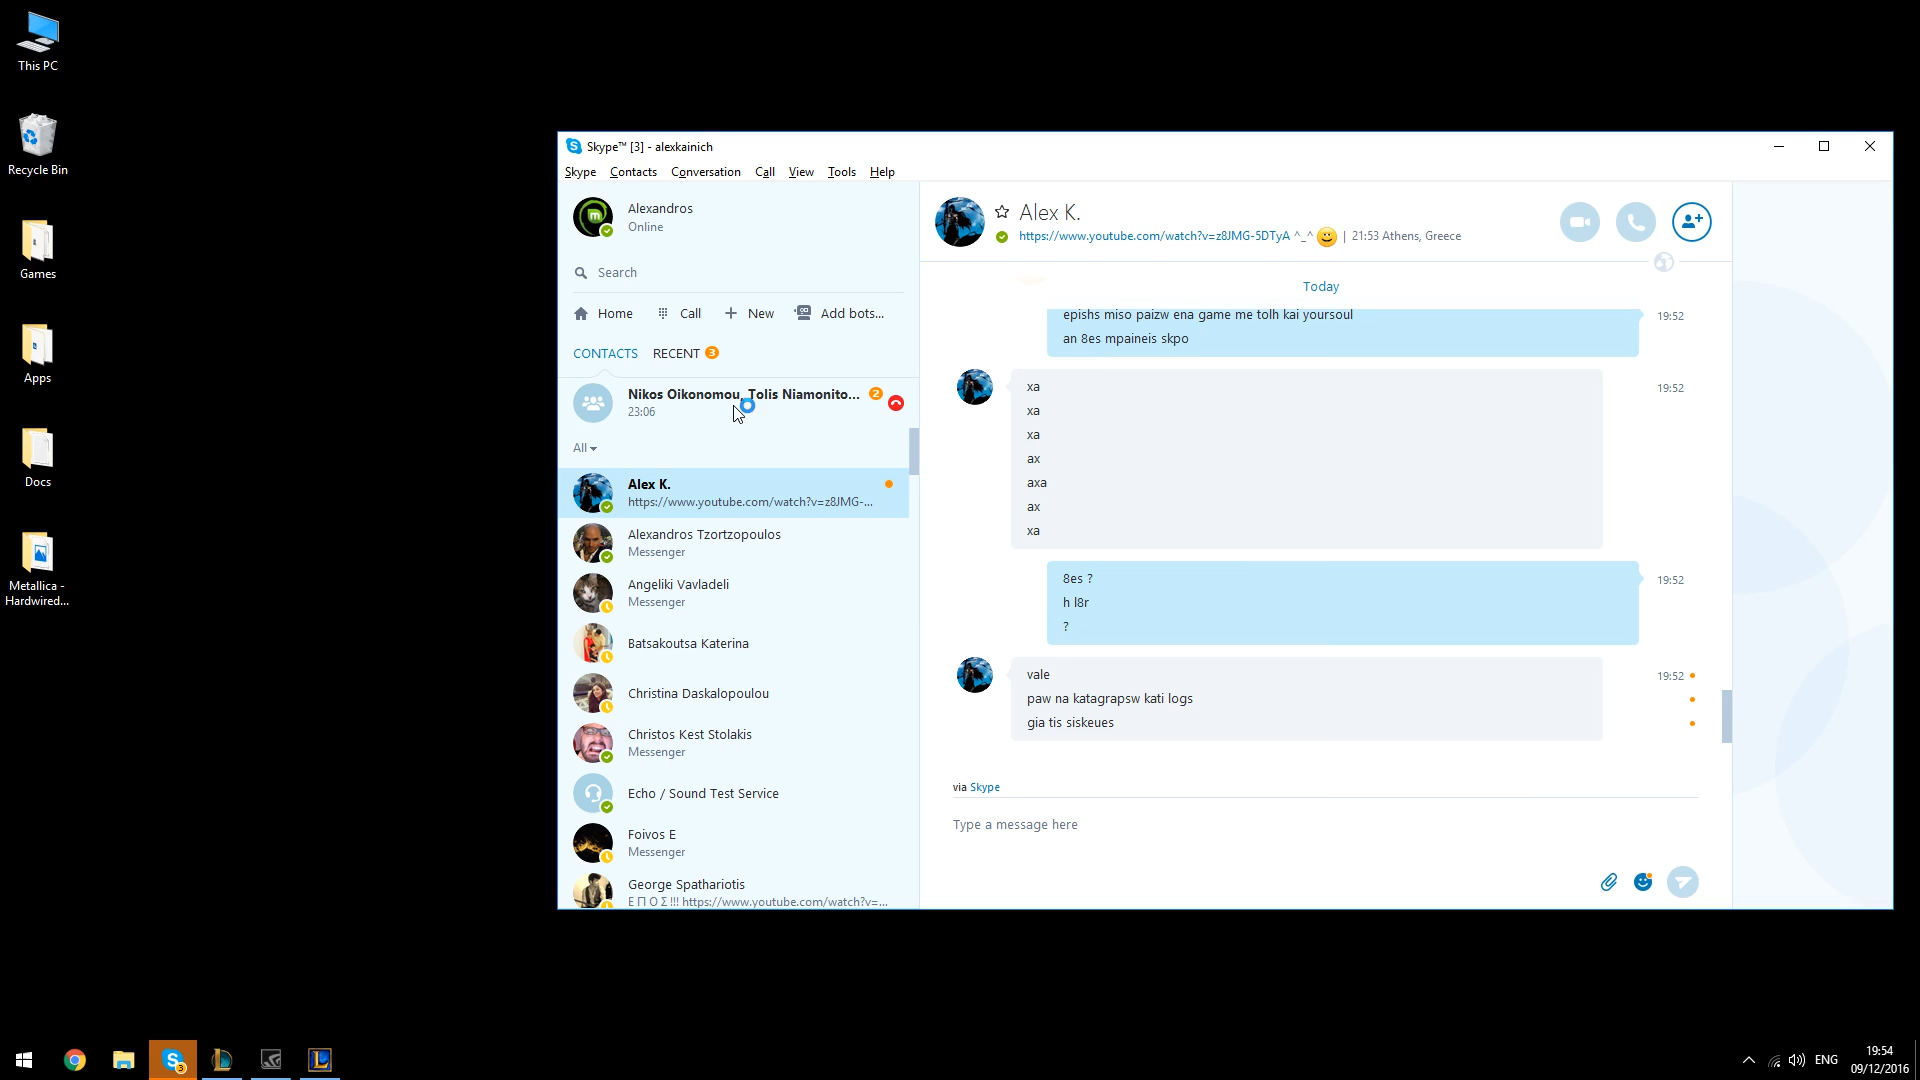 This PC
Recycle Bin
Games
Apps
Docs
Metallica -
Hardwired...
Skype™ [3] - alexkainich
Skype Contacts Conversation Call View Tools Help
Alexandros
Online
Search
Home Call New Add bots...
CONTACTS RECENT 3
Nikos Oikonomou, Tolis Niamonito... 2
23:06
All
Alex K.
https://www.youtube.com/watch?v=z8JMG-...
Alexandros Tzortzopoulos
Messenger
Angeliki Vavladeli
Messenger
Batsakoutsa Katerina
Christina Daskalopoulou
Christos Kest Stolakis
Messenger
Echo / Sound Test Service
Foivos E
Messenger
George Spathariotis
Ε Π Ο Σ !!! https://www.youtube.com/watch?v=...
Alex K.
https://www.youtube.com/watch?v=z8JMG-5DTyA ^_^ | 21:53 Athens, Greece
Today
epishs miso paizw ena game me tolh kai yoursoul 19:52
an 8es mpaineis skpo
xa 19:52
xa
xa
ax
axa
ax
xa
8es ? 19:52
h l8r
?
vale 19:52
paw na katagrapsw kati logs
gia tis siskeues
via Skype
Type a message here
3
ENG
19:54
09/12/2016